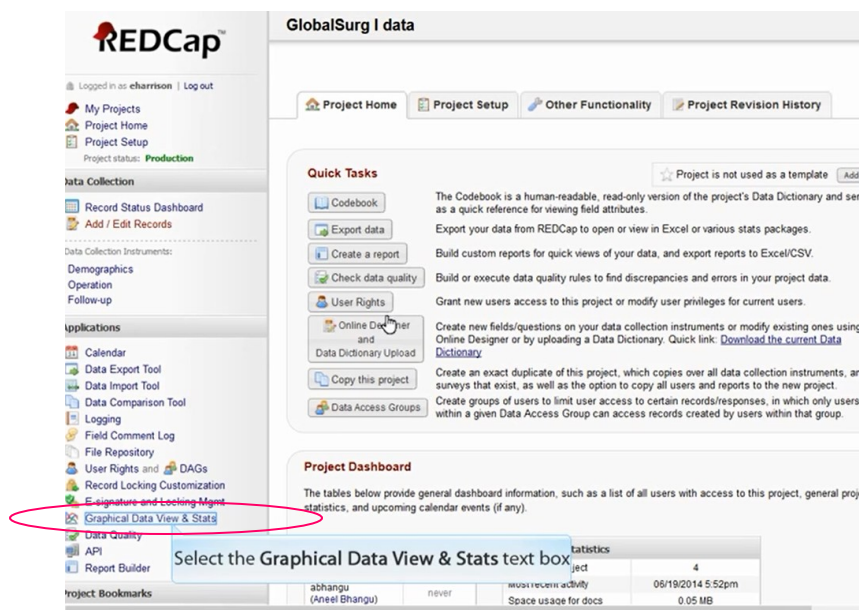 REDCap™
GlobalSurg I data
Logged in as eharrison | Log out
My Projects
Project Home
Project Setup
Project status: Production
Data Collection
Record Status Dashboard
Add / Edit Records
Data Collection Instruments:
Demographics
Operation
Follow-up
Applications
Calendar
Data Export Tool
Data Import Tool
Data Comparison Tool
Logging
Field Comment Log
File Repository
User Rights and DAGs
Record Locking Customization
E-signature and Locking Mgmt
Graphical Data View & Stats
Data Quality
API
Report Builder
Project Bookmarks
Project Home Project Setup Other Functionality Project Revision History
Quick Tasks
Project is not used as a template Add
Codebook
The Codebook is a human-readable, read-only version of the project's Data Dictionary and ser
as a quick reference for viewing field attributes.
Export data
Export your data from REDCap to open or view in Excel or various stats packages.
Create a report
Build custom reports for quick views of your data, and export reports to Excel/CSV.
Check data quality
Build or execute data quality rules to find discrepancies and errors in your project data.
User Rights
Grant new users access to this project or modify user privileges for current users.
Online Designer
and
Data Dictionary Upload
Create new fields/questions on your data collection instruments or modify existing ones using
Online Designer or by uploading a Data Dictionary. Quick link: Download the current Data
Dictionary
Copy this project
Create an exact duplicate of this project, which copies over all data collection instruments, an
surveys that exist, as well as the option to copy all users and reports to the new project.
Data Access Groups
Create groups of users to limit user access to certain records/responses, in which only users
within a given Data Access Group can access records created by users within that group.
Project Dashboard
The tables below provide general dashboard information, such as a list of all users with access to this project, general proj
statistics, and upcoming calendar events (if any).
Select the Graphical Data View & Stats text box
tatistics
ject 4
abhangu
(Aneel Bhangu)
never
Most recent activity 06/19/2014 5:52pm
Space usage for docs 0.05 MB